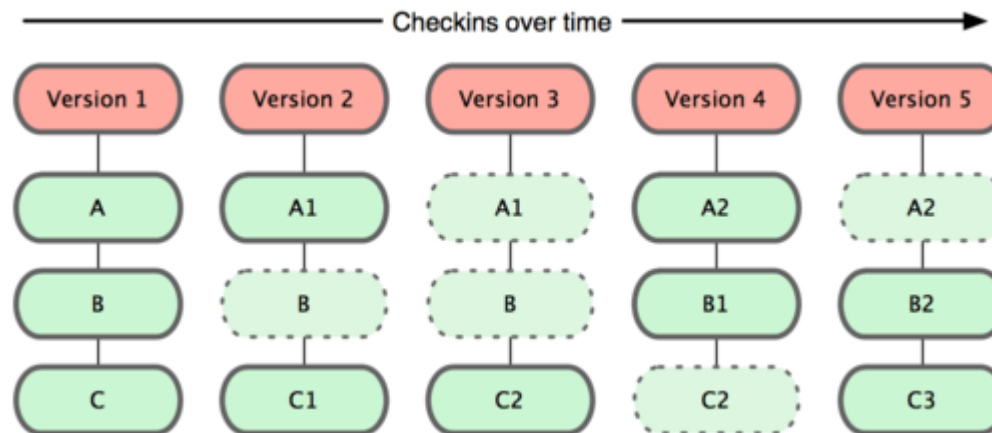 Checkins over time
Version 1 Version 2 Version 3 Version 4 Version 5
A A1 A1 A2 A2
B B B B1 B2
C C1 C2 C2 C3